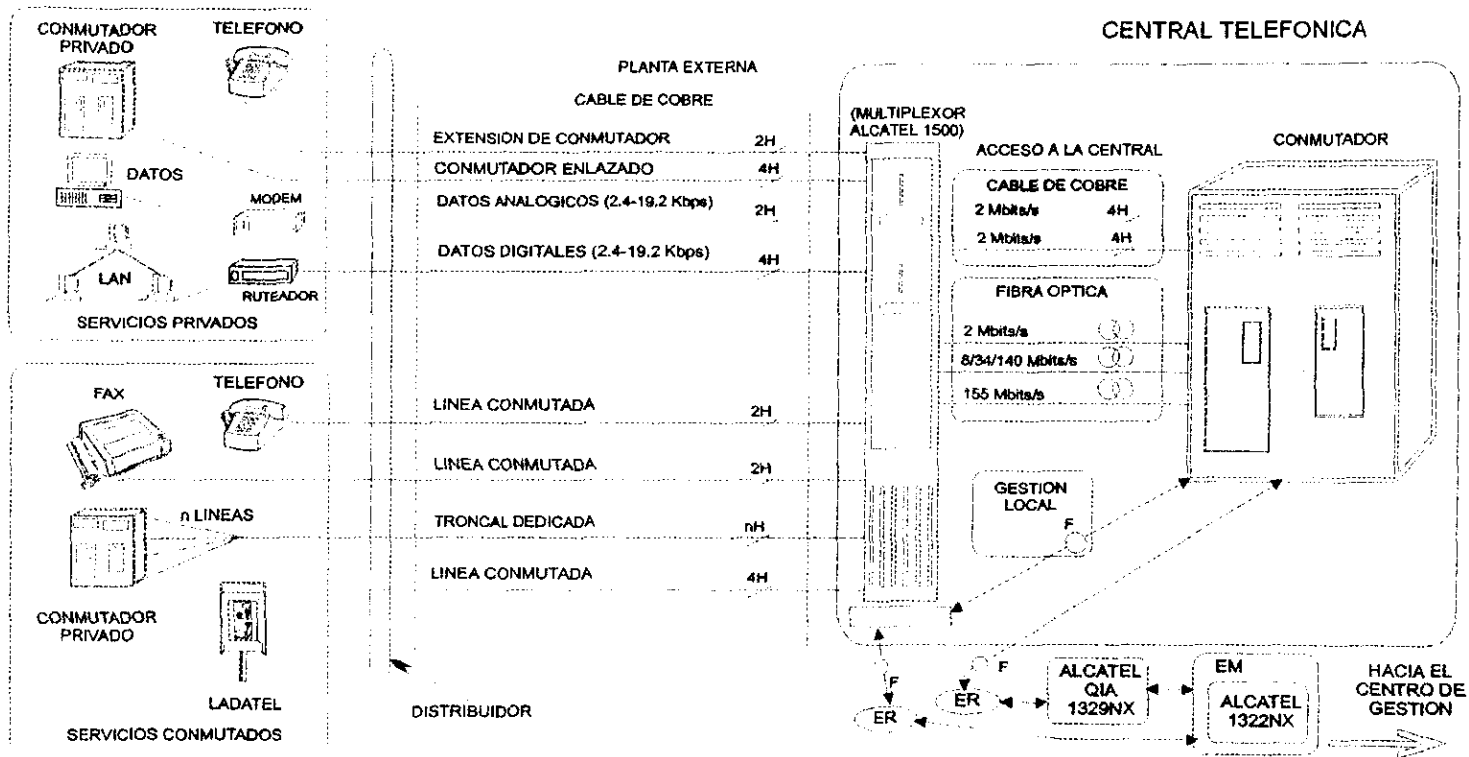 CENTRAL TELEFONICA
CONMUTADOR
PRIVADO
TELEFONO
DATOS
MODEM
LAN
RUTEADOR
SERVICIOS PRIVADOS
FAX
TELEFONO
n LINEAS
CONMUTADOR
PRIVADO
LADATEL
SERVICIOS CONMUTADOS
PLANTA EXTERNA
CABLE DE COBRE
EXTENSION DE CONMUTADOR 2H
CONMUTADOR ENLAZADO 4H
DATOS ANALOGICOS (2.4-19.2 Kbps) 2H
DATOS DIGITALES (2.4-19.2 Kbps) 4H
LINEA CONMUTADA 2H
LINEA CONMUTADA 2H
TRONCAL DEDICADA nH
LINEA CONMUTADA 4H
DISTRIBUIDOR
(MULTIPLEXOR
ALCATEL 1500)
ACCESO A LA CENTRAL
CABLE DE COBRE
2 Mbits/s 4H
2 Mbits/s 4H
FIBRA OPTICA
2 Mbits/s
8/34/140 Mbits/s
155 Mbits/s
CONMUTADOR
GESTION
LOCAL
F
F
F
ER
ER
ALCATEL
QIA
1329NX
EM
ALCATEL
1322NX
HACIA EL
CENTRO DE
GESTION